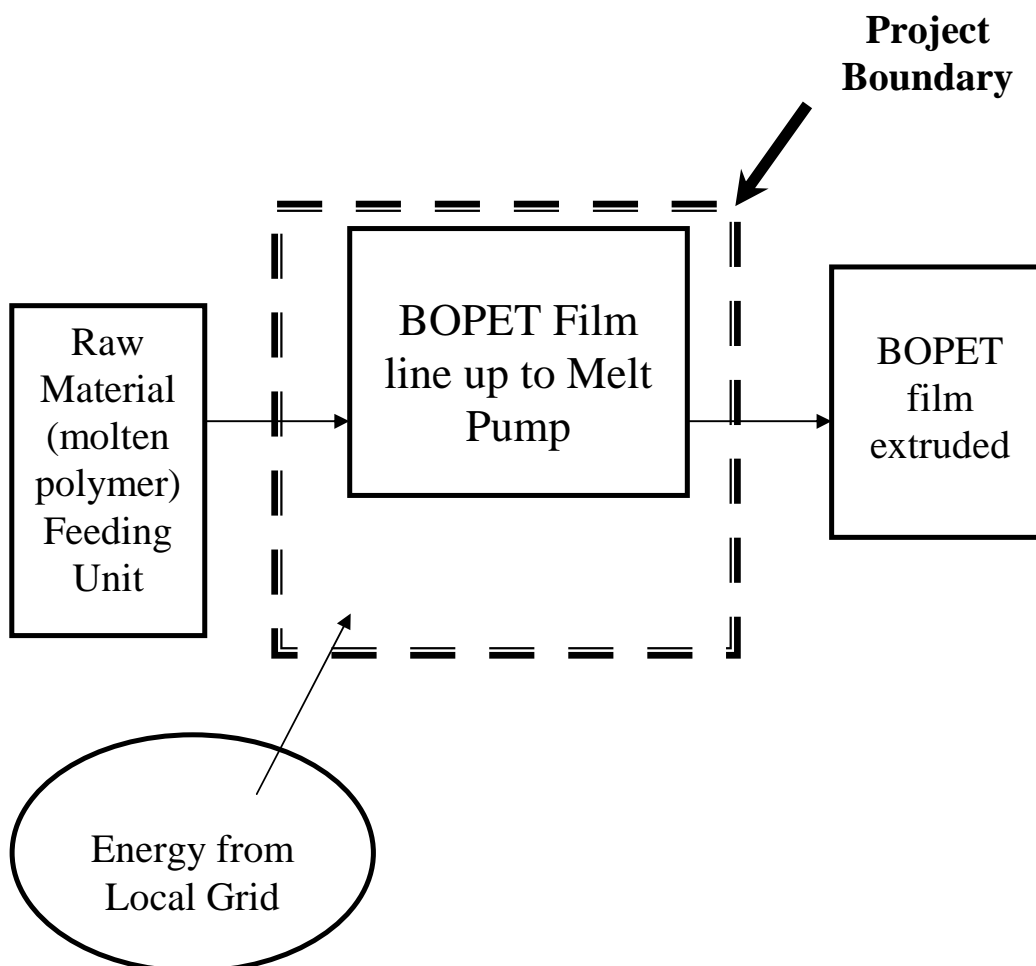 Project
Boundary
Raw
Material
(molten
polymer)
Feeding
Unit
BOPET Film
line up to Melt
Pump
BOPET
film
extruded
Energy from
Local Grid